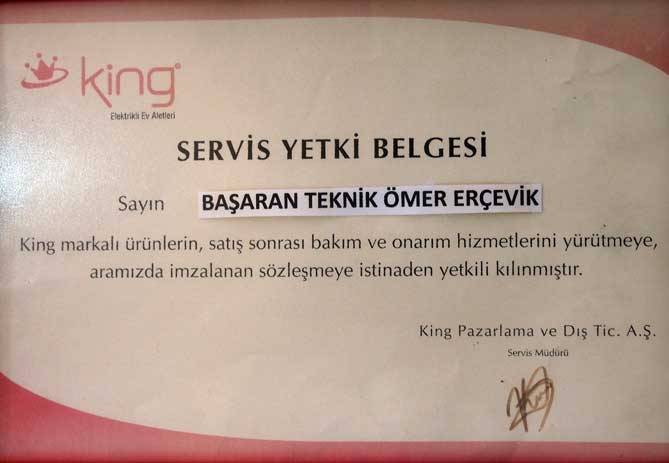 king
Elektrikli Ev Aletleri
SERVİS YETKİ BELGESİ
Sayın BAŞARAN TEKNİK ÖMER ERÇEVİK
King markalı ürünlerin, satış sonrası bakım ve onarım hizmetlerini yürütmeye,
aramızda imzalanan sözleşmeye istinaden yetkili kılınmıştır.
King Pazarlama ve Dış Tic. A.Ş.
Servis Müdürü